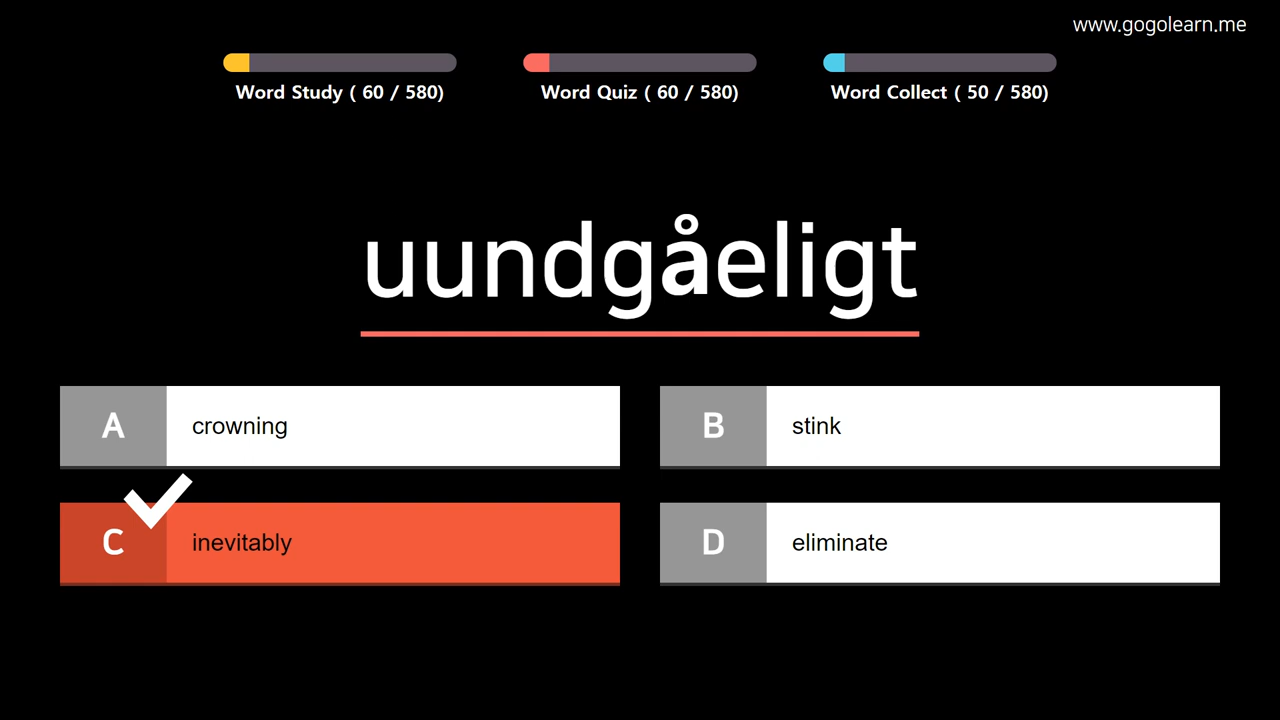 www.gogolearn.me
Word Study ( 60 / 580)
Word Quiz ( 60 / 580)
Word Collect ( 50 / 580)
uundgåeligt
A crowning
B stink
C inevitably
D eliminate